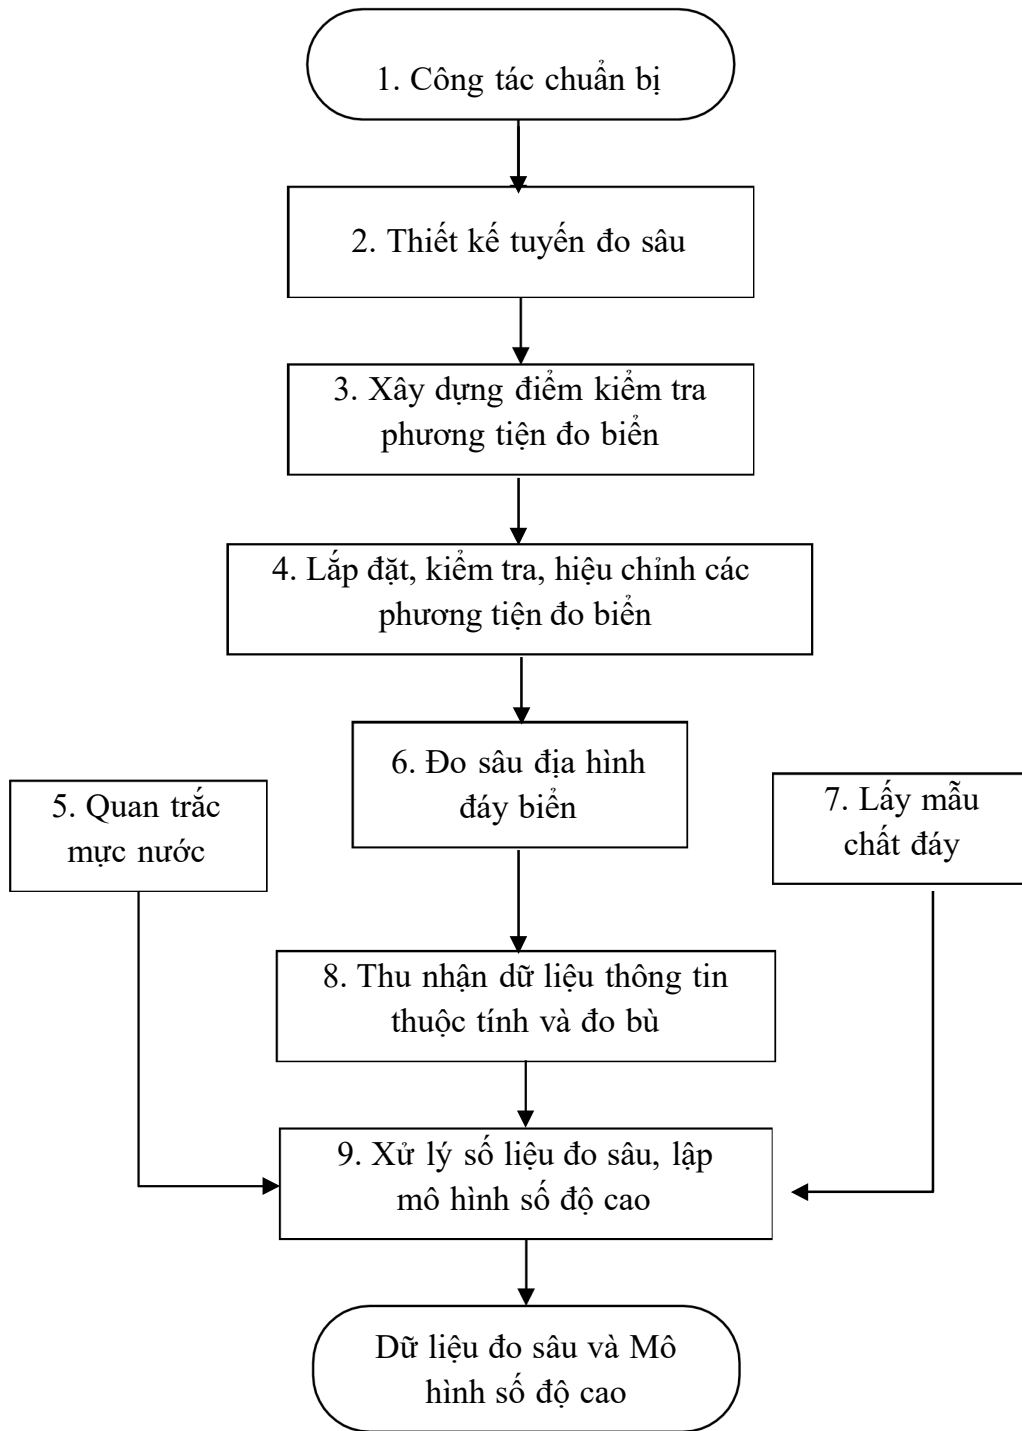 1. Công tác chuẩn bị
2. Thiết kế tuyến đo sâu
3. Xây dựng điểm kiểm tra
phương tiện đo biển
4. Lắp đặt, kiểm tra, hiệu chỉnh các
phương tiện đo biển
5. Quan trắc
mực nước
6. Đo sâu địa hình
đáy biển
7. Lấy mẫu
chất đáy
8. Thu nhận dữ liệu thông tin
thuộc tính và đo bù
9. Xử lý số liệu đo sâu, lập
mô hình số độ cao
Dữ liệu đo sâu và Mô
hình số độ cao